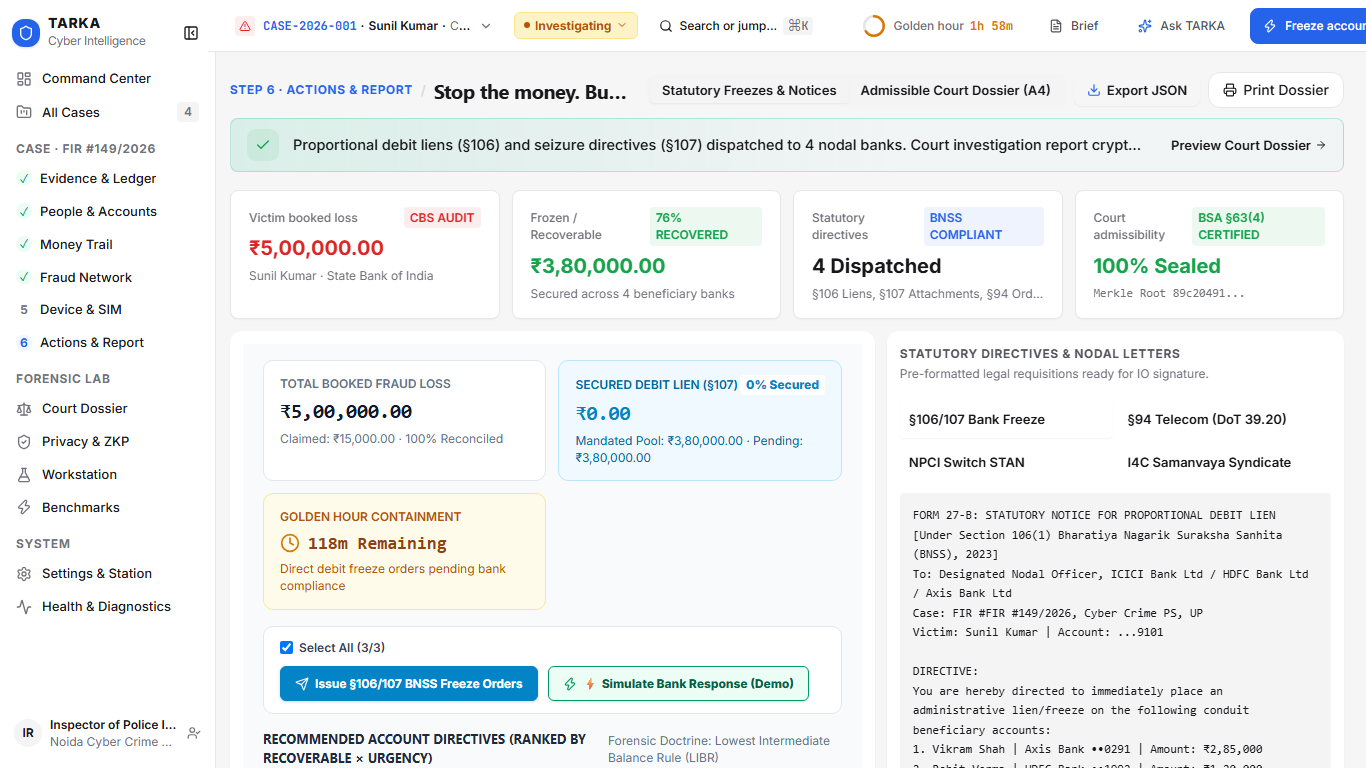 TARKA
Cyber Intelligence
Command Center
All Cases 4
CASE · FIR #149/2026
Evidence & Ledger
People & Accounts
Money Trail
Fraud Network
5 Device & SIM
6 Actions & Report
FORENSIC LAB
Court Dossier
Privacy & ZKP
Workstation
Benchmarks
SYSTEM
Settings & Station
Health & Diagnostics
IR
Inspector of Police I...
Noida Cyber Crime ...
CASE-2026-001 · Sunil Kumar · C...
Investigating
Search or jump... ⌘K
Golden hour 1h 58m
Brief
Ask TARKA
STEP 6 · ACTIONS & REPORT / Stop the money. Bu...
Statutory Freezes & Notices
Admissible Court Dossier (A4)
Export JSON
Print Dossier
Proportional debit liens (§106) and seizure directives (§107) dispatched to 4 nodal banks. Court investigation report crypt...
Preview Court Dossier →
Victim booked loss
CBS AUDIT
₹5,00,000.00
Sunil Kumar · State Bank of India
Frozen /
Recoverable
76%
RECOVERED
₹3,80,000.00
Secured across 4 beneficiary banks
Statutory
directives
BNSS
COMPLIANT
4 Dispatched
§106 Liens, §107 Attachments, §94 Ord...
Court
admissibility
BSA §63(4)
CERTIFIED
100% Sealed
Merkle Root 89c20491...
TOTAL BOOKED FRAUD LOSS
₹5,00,000.00
Claimed: ₹15,000.00 · 100% Reconciled
SECURED DEBIT LIEN (§107) 0% Secured
₹0.00
Mandated Pool: ₹3,80,000.00 · Pending:
₹3,80,000.00
GOLDEN HOUR CONTAINMENT
118m Remaining
Direct debit freeze orders pending bank
compliance
Select All (3/3)
Issue §106/107 BNSS Freeze Orders
Simulate Bank Response (Demo)
RECOMMENDED ACCOUNT DIRECTIVES (RANKED BY
RECOVERABLE × URGENCY)
Forensic Doctrine: Lowest Intermediate
Balance Rule (LIBR)
STATUTORY DIRECTIVES & NODAL LETTERS
Pre-formatted legal requisitions ready for IO signature.
§106/107 Bank Freeze
§94 Telecom (DoT 39.20)
NPCI Switch STAN
I4C Samanvaya Syndicate
FORM 27-B: STATUTORY NOTICE FOR PROPORTIONAL DEBIT LIEN
[Under Section 106(1) Bharatiya Nagarik Suraksha Sanhita
(BNSS), 2023]
To: Designated Nodal Officer, ICICI Bank Ltd / HDFC Bank Ltd
/ Axis Bank Ltd
Case: FIR #FIR #149/2026, Cyber Crime PS, UP
Victim: Sunil Kumar | Account: ...9101
DIRECTIVE:
You are hereby directed to immediately place an
administrative lien/freeze on the following conduit
beneficiary accounts:
1. Vikram Shah | Axis Bank ••0291 | Amount: ₹2,85,000